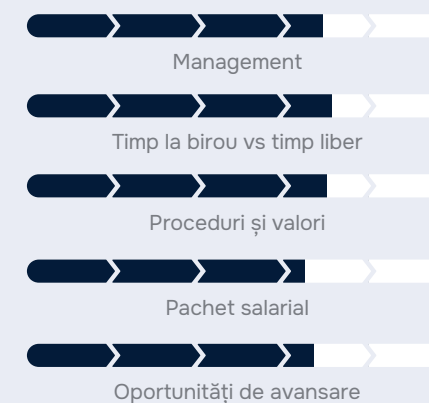 Management
Timp la birou vs timp liber
Proceduri și valori
Pachet salarial
Oportunități de avansare